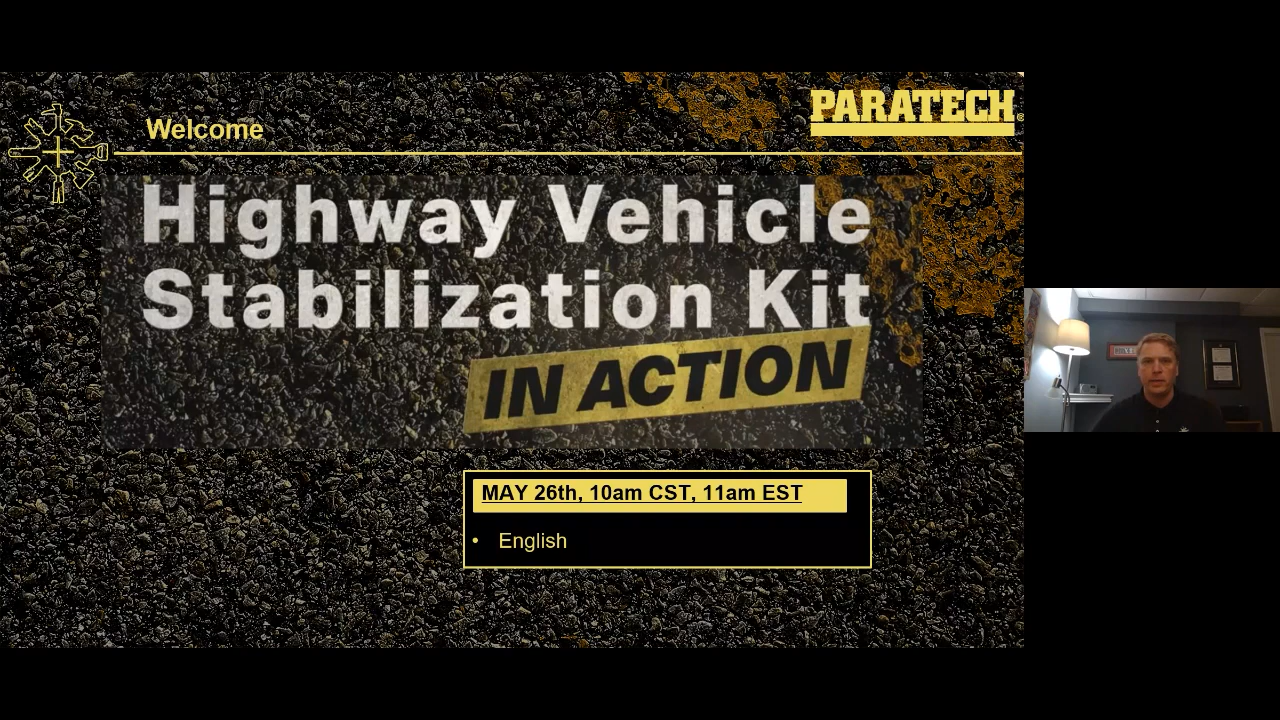 Welcome
PARATECH®
Highway Vehicle
Stabilization Kit
IN ACTION
MAY 26th, 10am CST, 11am EST
• English